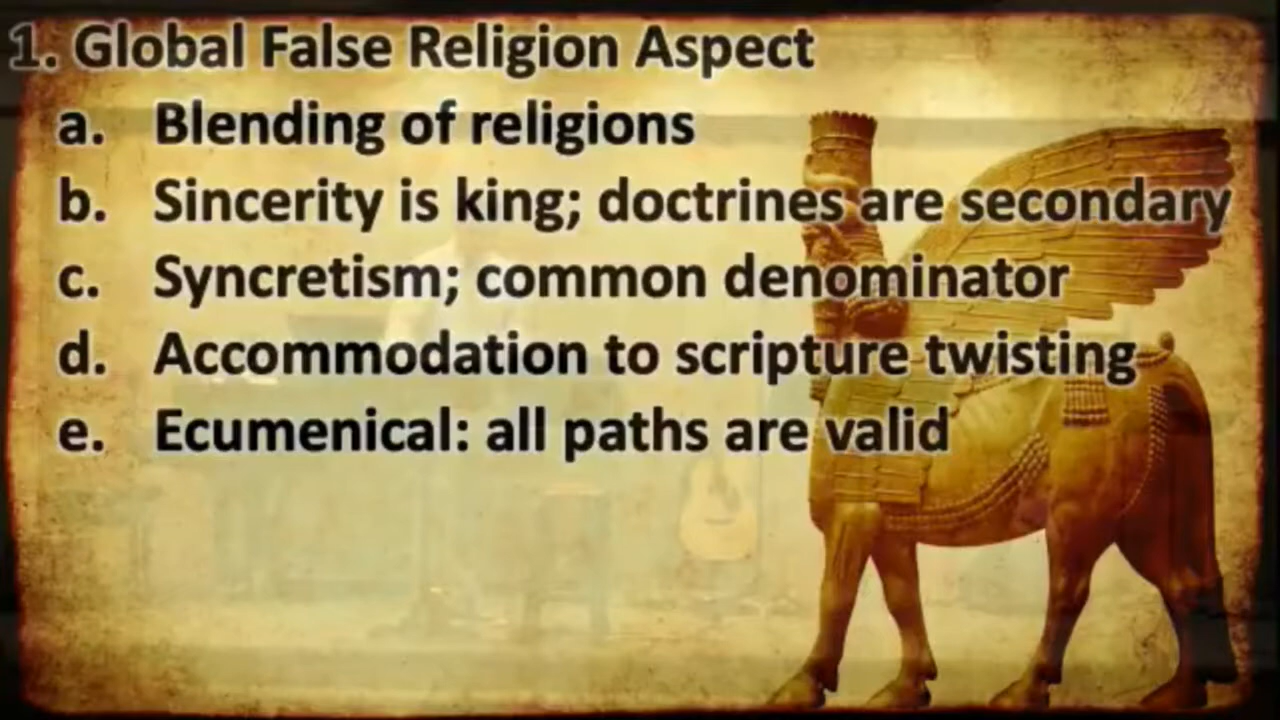 1. Global False Religion Aspect
a. Blending of religions
b. Sincerity is king; doctrines are secondary
c. Syncretism; common denominator
d. Accommodation to scripture twisting
e. Ecumenical: all paths are valid